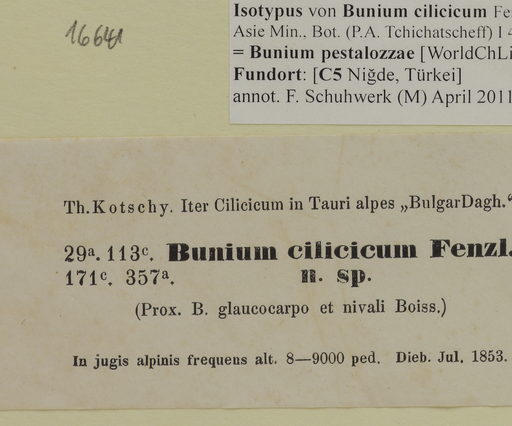 16641
Isotypus von Bunium cilicicum Fen
Asie Min., Bot. (P.A. Tchichatscheff) I 4
= Bunium pestalozzae [WorldChLi
Fundort: [C5 Niğde, Türkei]
annot. F. Schuhwerk (M) April 2011
Th. Kotschy. Iter Cilicicum in Tauri alpes „BulgarDagh.“
29a. 113c. Bunium cilicicum Fenzl.
171c. 357a. n. sp.
(Prox. B. glaucocarpo et nivali Boiss.)
In jugis alpinis frequens alt. 8—9000 ped. Dieb. Jul. 1853.